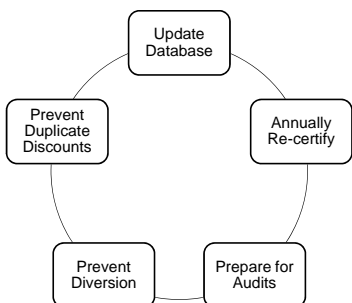 Update
Database
Annually
Re-certify
Prepare for
Audits
Prevent
Diversion
Prevent
Duplicate
Discounts